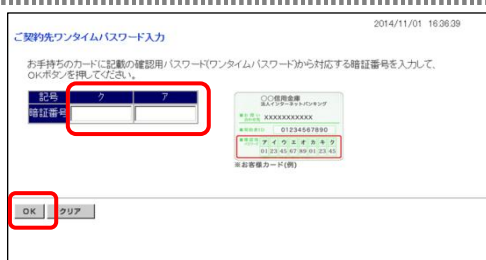 2014/11/01 16:36:39
ご契約先ワンタイムパスワード入力
お手持ちのカードに記載の確認用パスワード(ワンタイムパスワード)から対応する暗証番号を入力して、
OKボタンを押してください。
記号 ク ア
暗証番号
〇〇信用金庫
法人インターネットバンキング
XXXXXXXXXXX
01234567890
ア イ ウ エ オ カ キ ク
01 23 45 67 89 01 23 45
※お客様カード(例)
OK クリア